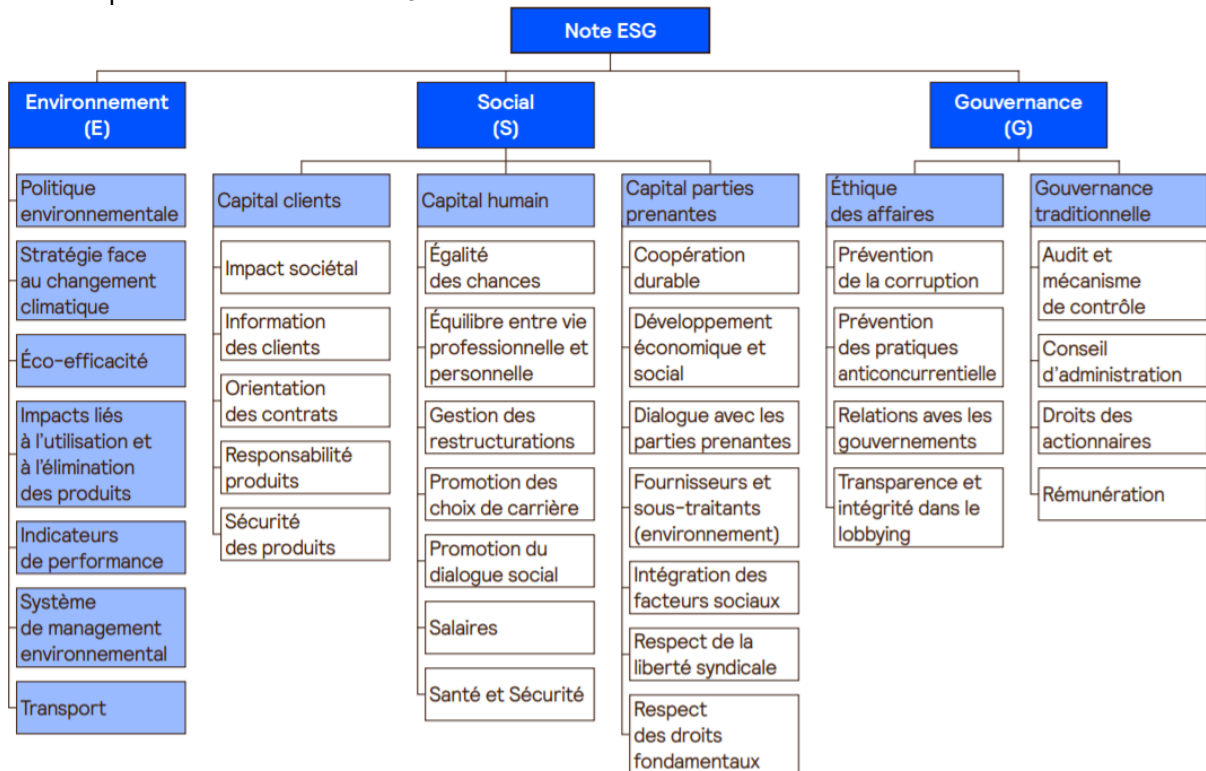 Note ESG
Environnement
(E)
Social
(S)
Gouvernance
(G)
Politique
environnementale
Stratégie face
au changement
climatique
Éco-efficacité
Impacts liés
à l'utilisation et
à l'élimination
des produits
Indicateurs
de performance
Système
de management
environnemental
Transport
Capital clients
Impact sociétal
Information
des clients
Orientation
des contrats
Responsabilité
produits
Sécurité
des produits
Capital humain
Égalité
des chances
Équilibre entre vie
professionnelle et
personnelle
Gestion des
restructurations
Promotion des
choix de carrière
Promotion du
dialogue social
Salaires
Santé et Sécurité
Capital parties
prenantes
Coopération
durable
Développement
économique et
social
Dialogue avec les
parties prenantes
Fournisseurs et
sous-traitants
(environnement)
Intégration des
facteurs sociaux
Respect de la
liberté syndicale
Respect
des droits
fondamentaux
Éthique
des affaires
Prévention
de la corruption
Prévention
des pratiques
anticoncurrentielle
Relations aves les
gouvernements
Transparence et
intégrité dans le
lobbying
Gouvernance
traditionnelle
Audit et
mécanisme
de contrôle
Conseil
d'administration
Droits des
actionnaires
Rémunération